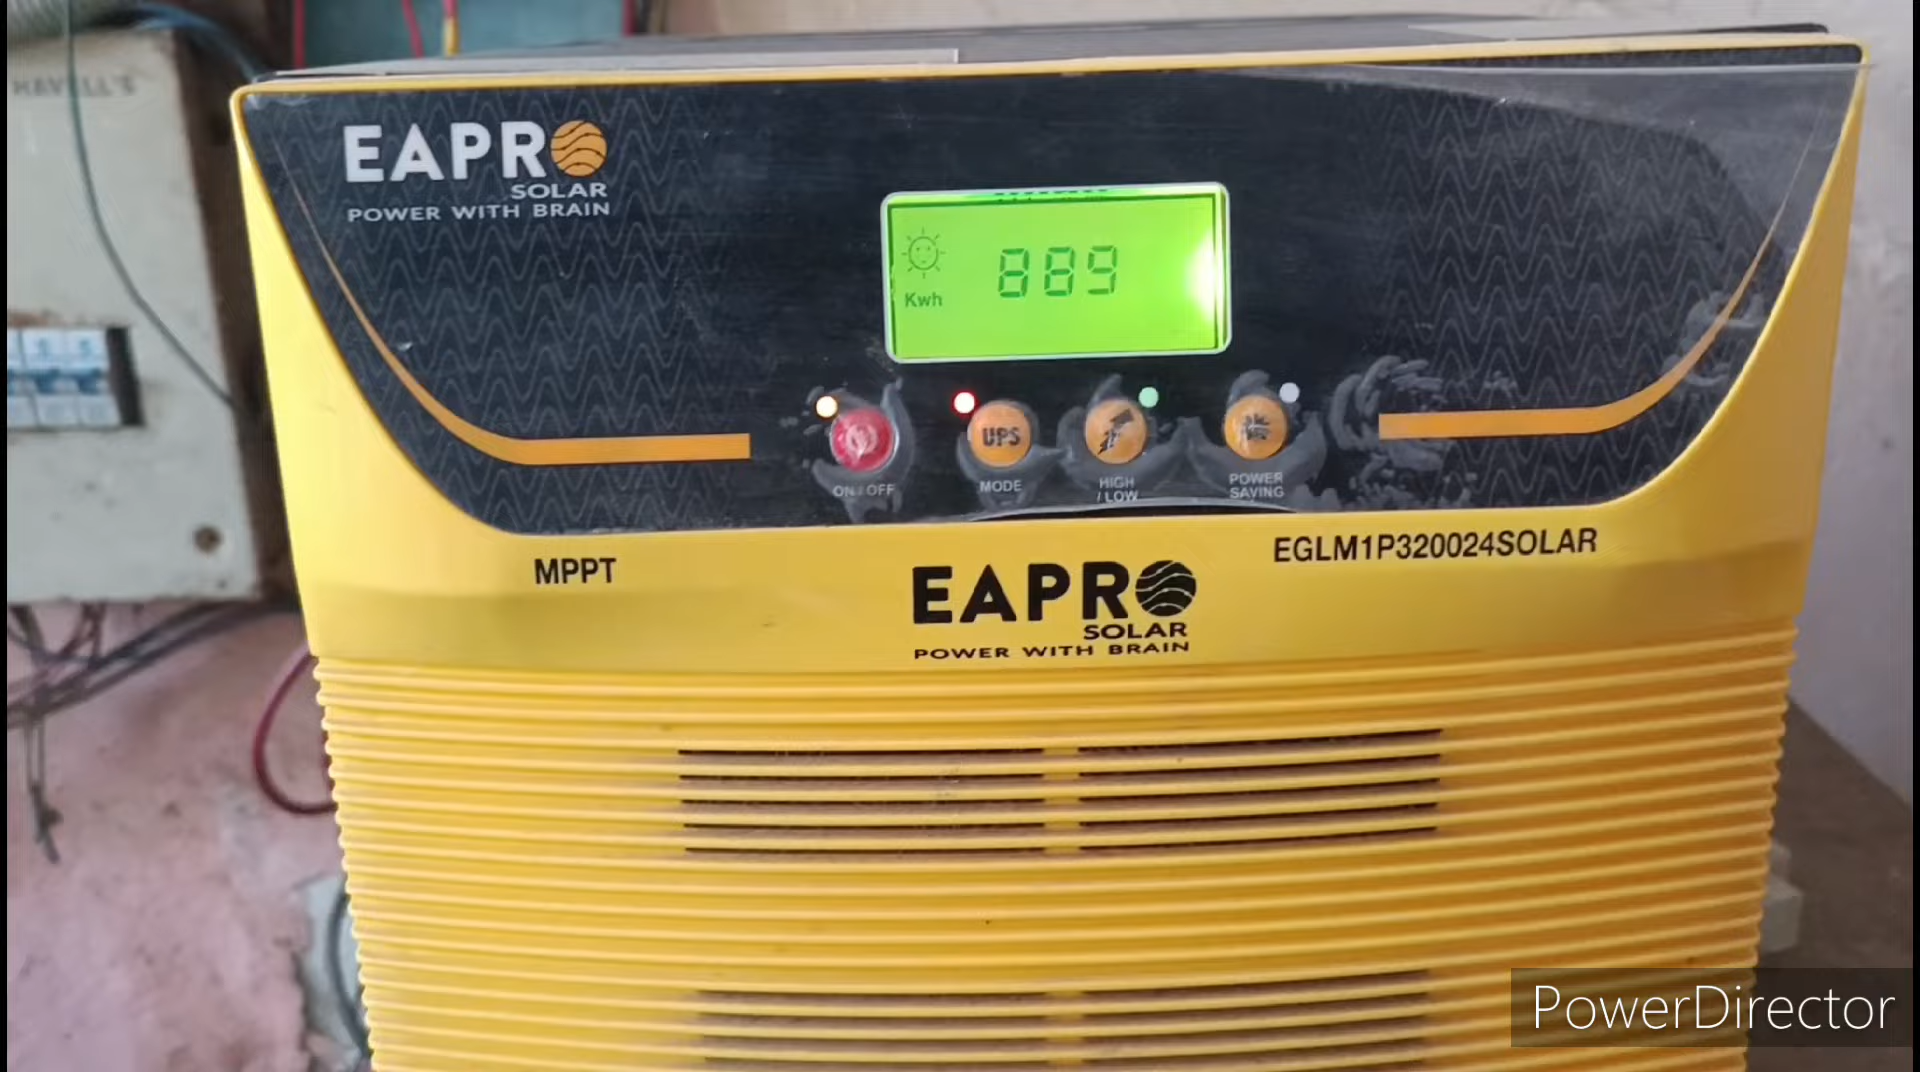 HAVELL'S
EAPRO
SOLAR
POWER WITH BRAIN
Kwh
889
UPS
ON / OFF
MODE
HIGH
/ LOW
POWER
SAVING
MPPT
EGLM1P320024SOLAR
EAPRO
SOLAR
POWER WITH BRAIN
PowerDirector